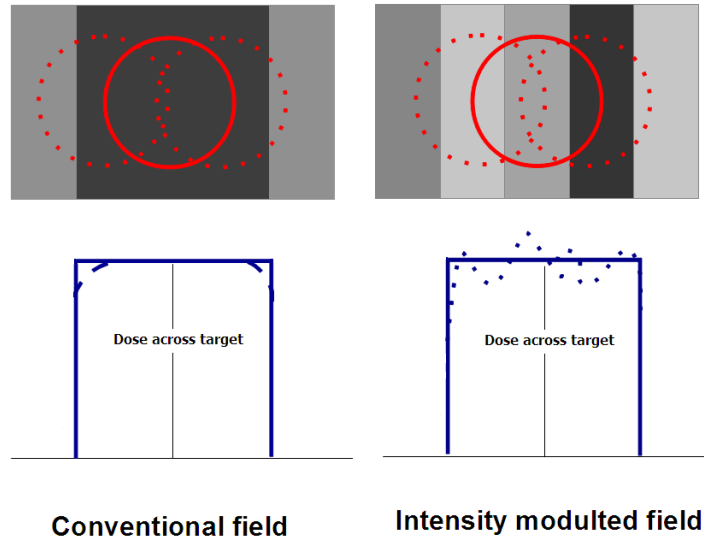 Dose across target
Dose across target
Conventional field
Intensity modulted field